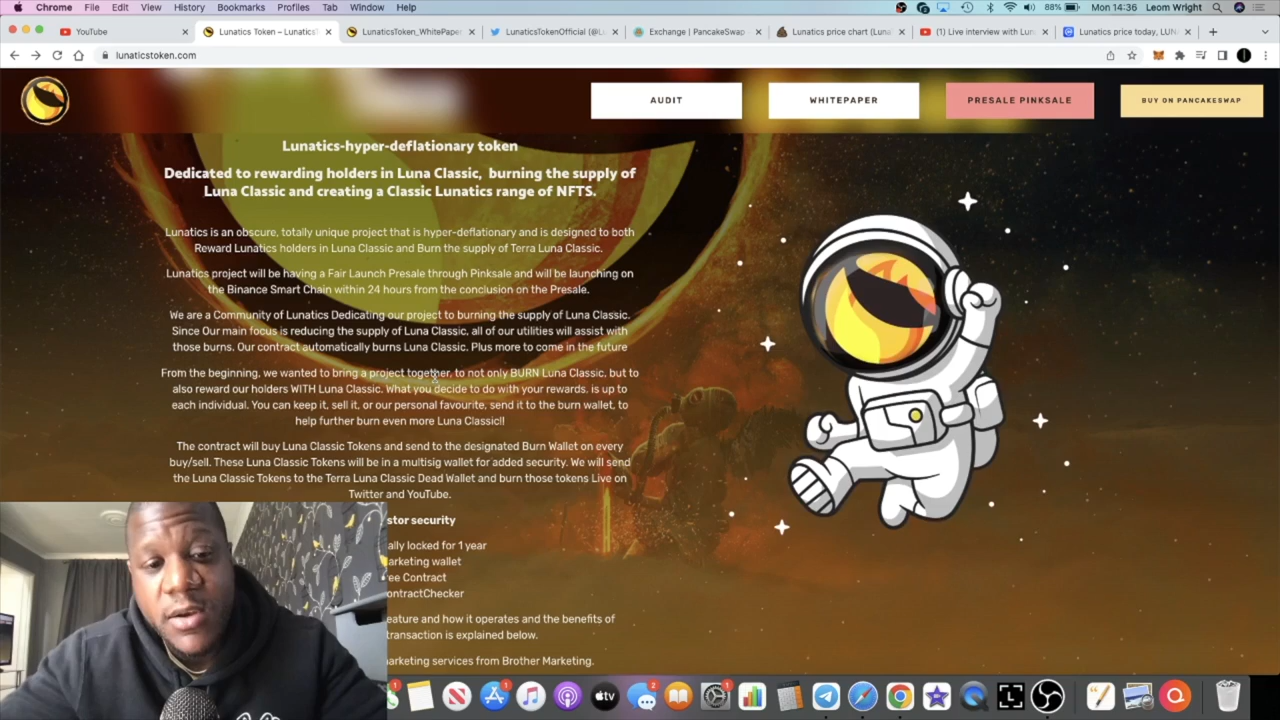 Chrome File Edit View History Bookmarks Profiles Tab Window Help 88% Mon 14:36 Leom Wright
YouTube
Lunatics Token – Lunatics
LunaticsToken_WhitePaper
LunaticsTokenOfficial (@L
Exchange | PancakeSwap
Lunatics price chart (Luna
(1) Live interview with Lun
Lunatics price today, LUN
lunaticstoken.com
AUDIT
WHITEPAPER
PRESALE PINKSALE
BUY ON PANCAKESWAP
Lunatics-hyper-deflationary token
Dedicated to rewarding holders in Luna Classic, burning the supply of
Luna Classic and creating a Classic Lunatics range of NFTS.
Lunatics is an obscure, totally unique project that is hyper-deflationary and is designed to both
Reward Lunatics holders in Luna Classic and Burn the supply of Terra Luna Classic.
Lunatics project will be having a Fair Launch Presale through Pinksale and will be launching on
the Binance Smart Chain within 24 hours from the conclusion on the Presale.
We are a Community of Lunatics Dedicating our project to burning the supply of Luna Classic.
Since Our main focus is reducing the supply of Luna Classic, all of our utilities will assist with
those burns. Our contract automatically burns Luna Classic. Plus more to come in the future
From the beginning, we wanted to bring a project together, to not only BURN Luna Classic, but to
also reward our holders WITH Luna Classic. What you decide to do with your rewards, is up to
each individual. You can keep it, sell it, or our personal favourite, send it to the burn wallet, to
help further burn even more Luna Classic!!
The contract will buy Luna Classic Tokens and send to the designated Burn Wallet on every
buy/sell. These Luna Classic Tokens will be in a multisig wallet for added security. We will send
the Luna Classic Tokens to the Terra Luna Classic Dead Wallet and burn those tokens Live on
Twitter and YouTube.
stor security
ally locked for 1 year
arketing wallet
ree Contract
ontractChecker
eature and how it operates and the benefits of
transaction is explained below.
arketing services from Brother Marketing.
1
1
tv
2
1